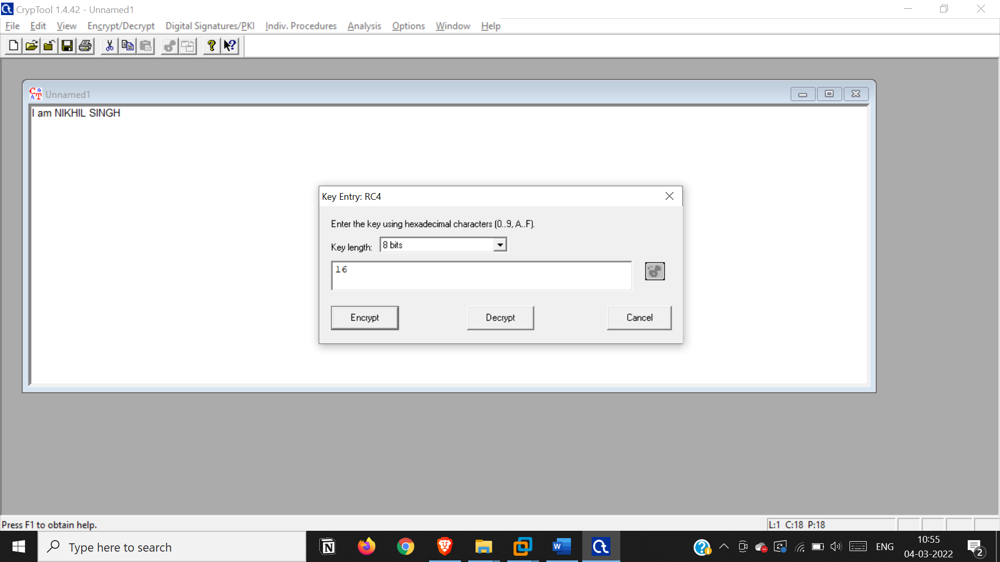 CrypTool 1.4.42 - Unnamed1
File Edit View Encrypt/Decrypt Digital Signatures/PKI Indiv. Procedures Analysis Options Window Help
Unnamed1
I am NIKHIL SINGH
Key Entry: RC4
Enter the key using hexadecimal characters (0..9, A..F).
Key length: 8 bits
16
Encrypt Decrypt Cancel
Press F1 to obtain help.
L:1 C:18 P:18
Type here to search
ENG
10:55
04-03-2022
2